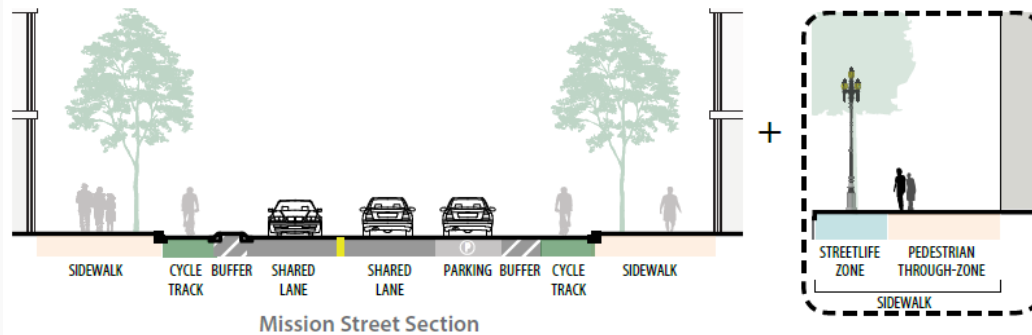 +
SIDEWALK
CYCLE
TRACK
BUFFER
SHARED
LANE
SHARED
LANE
P
PARKING
BUFFER
CYCLE
TRACK
SIDEWALK
Mission Street Section
STREETLIFE
ZONE
PEDESTRIAN
THROUGH-ZONE
SIDEWALK